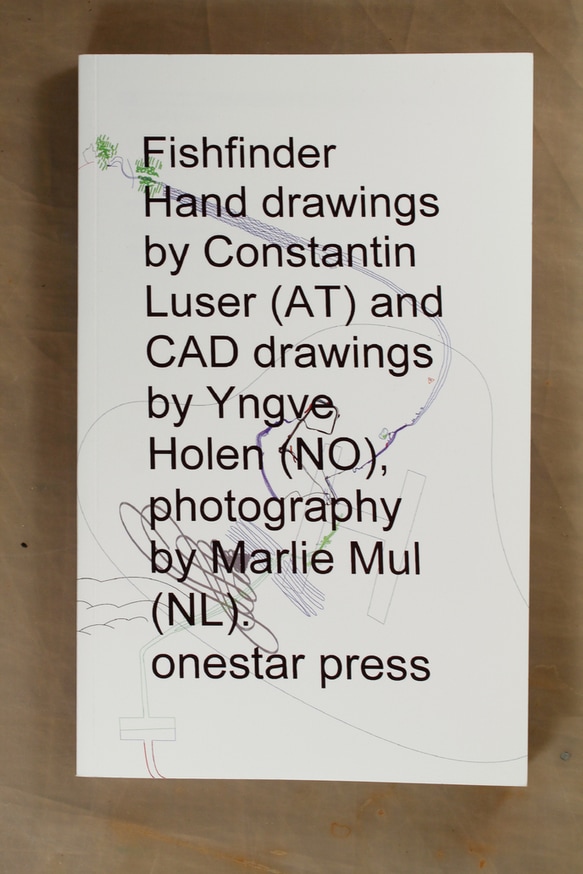 Fishfinder
Hand drawings
by Constantin
Luser (AT) and
CAD drawings
by Yngve
Holen (NO),
photography
by Marlie Mul
(NL).
onestar press